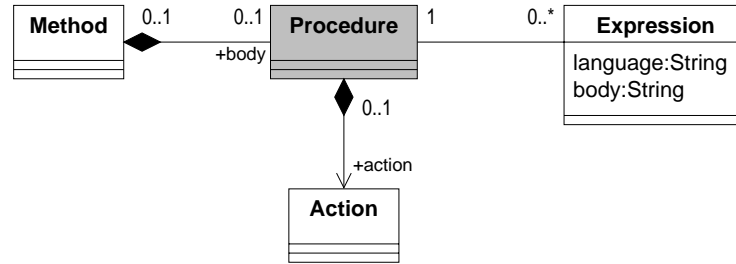 Method
0..1
0..1
+body
Procedure
1
0..*
Expression
language:String
body:String
0..1
+action
Action